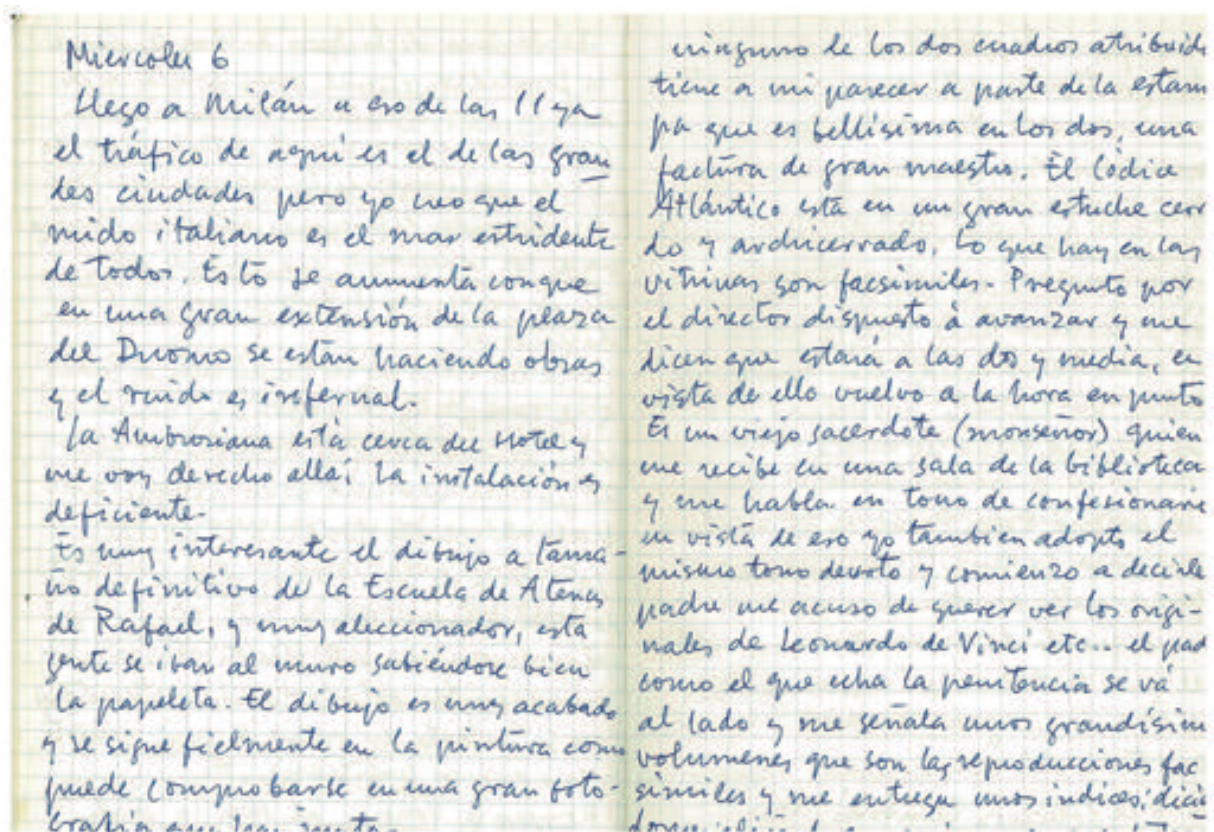 Miercoles 6
Llego a Milán a eso de las 11 ya
el tráfico de aquí es el de las gran
des ciudades pero yo creo que el
ruido italiano es el mas estridente
de todos. Esto se aumenta conque
en una gran extensión de la plaza
del Duomo se están haciendo obras
y el ruido es infernal.
La Ambrosiana está cerca del Hotel y
me voy derecho allá; La instalación es
deficiente.
Es muy interesante el dibujo a tama-
ño definitivo de la Escuela de Atenas
de Rafael, y muy aleccionador, esta
gente se iban al muro sabiéndose bien
la papeleta. El dibujo es muy acabado
y se sigue fielmente en la pintura como
puede comprobarse en una gran foto-
grafia que hay junto
ninguno de los dos cuadros atribuid
tiene a mi parecer a parte de la estam
pa que es bellísima en los dos, una
factura de gran maestro. El Códice
Atlántico está en un gran estuche cerr
do y archicerrado, lo que hay en las
vitrinas son facsimiles. Pregunto por
el director dispuesto à avanzar y me
dicen que estará a las dos y media, en
vista de ello vuelvo a la hora en punto
Es un viejo sacerdote (monseñor) quien
me recibe en una sala de la biblioteca
y me habla en tono de confesionario
en vista de eso yo tambien adopto el
mismo tono devoto y comienzo a decirle
padre me acuso de querer ver los origi-
nales de Leonardo de Vinci etc.. el pad
como el que echa la penitencia se vá
al lado y me señala unos grandísim
volumenes que son las reproducciones fac
similes y me entrega unos indices, dicié